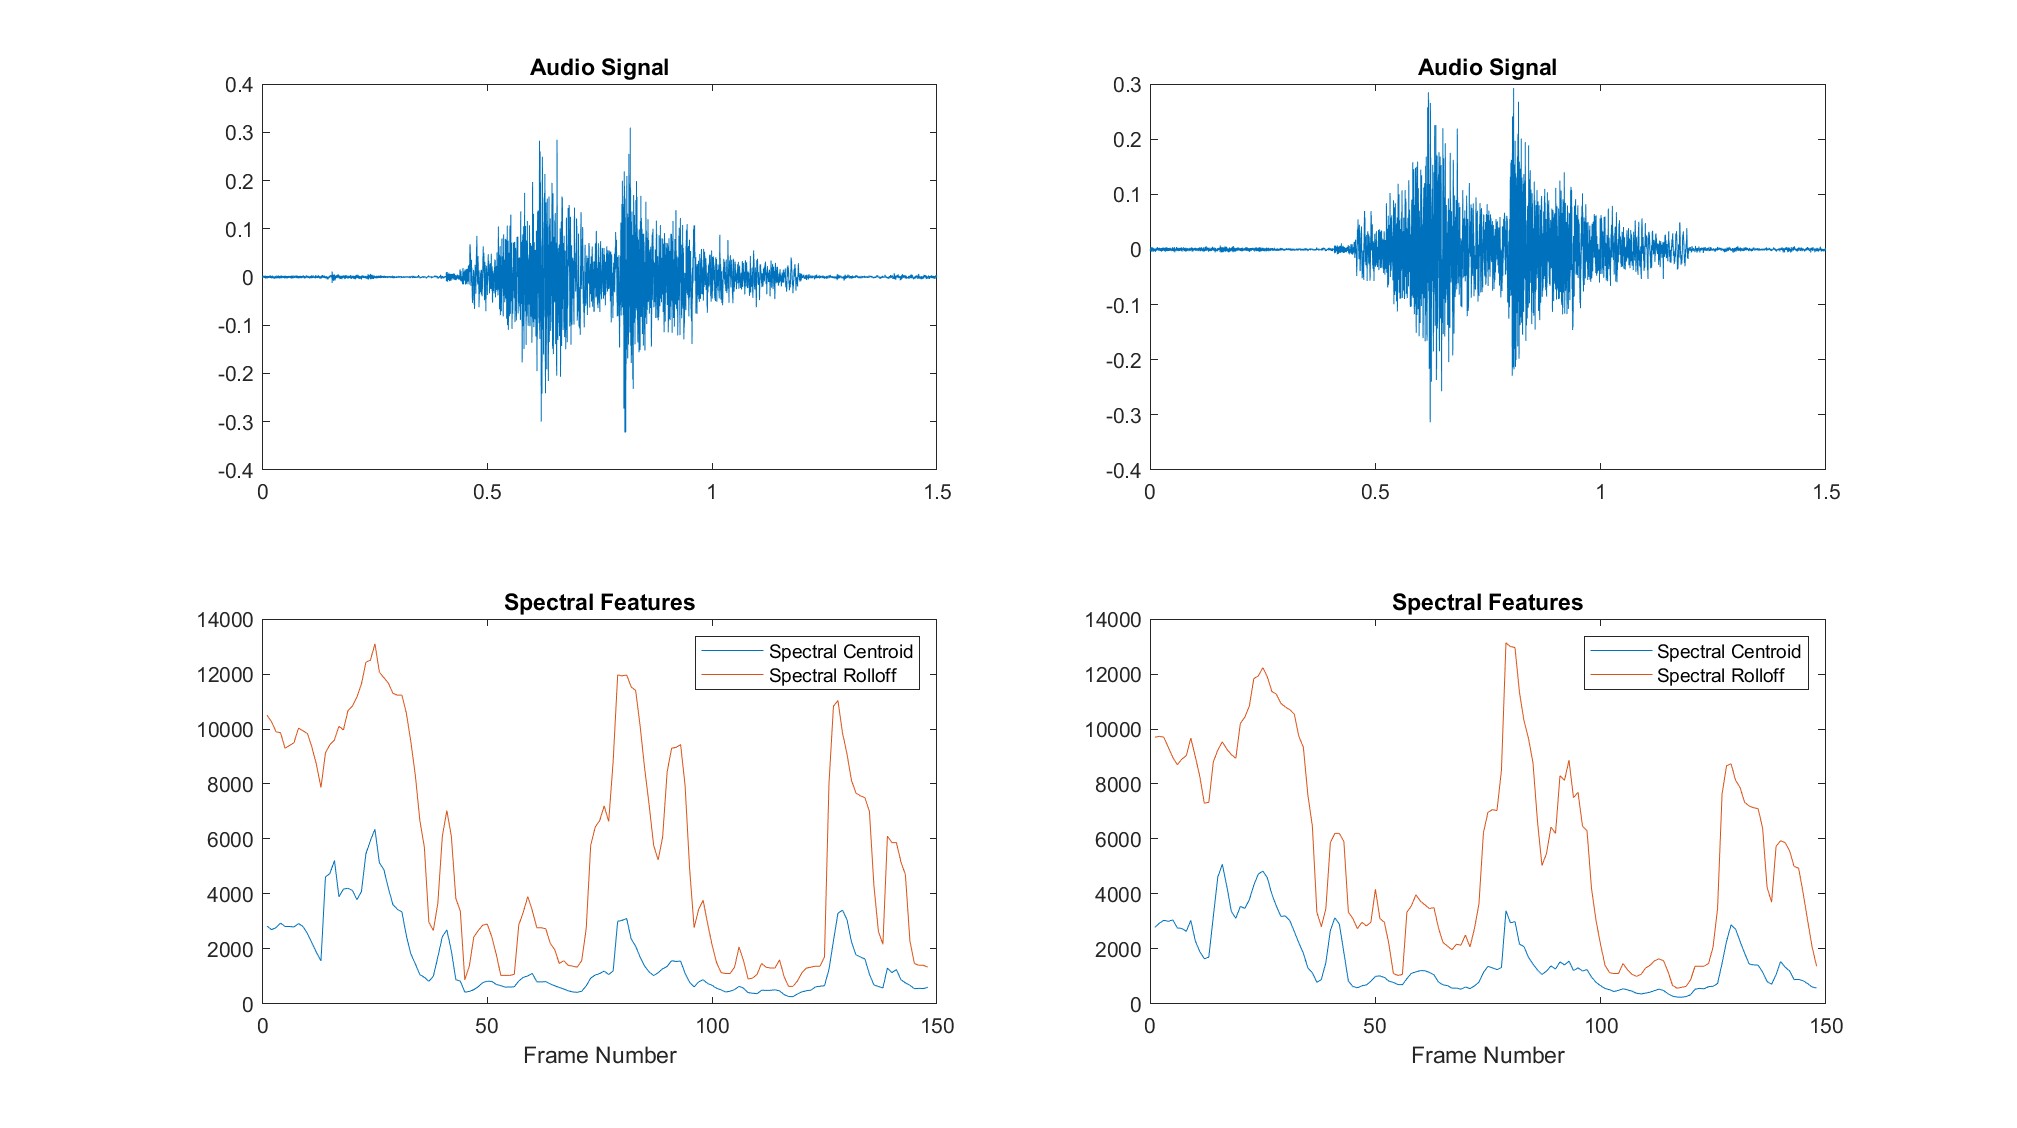 Audio Signal
0.4
0.3
0.2
0.1
0
-0.1
-0.2
-0.3
-0.4
0 0.5 1 1.5
Audio Signal
0.3
0.2
0.1
0
-0.1
-0.2
-0.3
-0.4
0 0.5 1 1.5
Spectral Features
14000
12000
10000
8000
6000
4000
2000
0
Spectral Centroid
Spectral Rolloff
0 50 100 150
Frame Number
Spectral Features
14000
12000
10000
8000
6000
4000
2000
0
Spectral Centroid
Spectral Rolloff
0 50 100 150
Frame Number